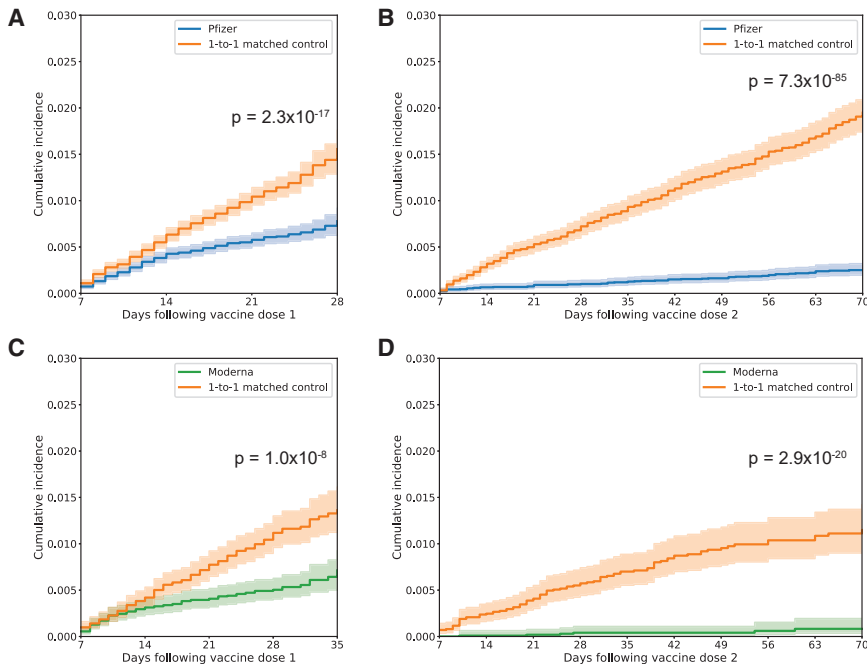 A
0.030
0.025
0.020
0.015
0.010
0.005
0.000
Cumulative incidence
Pfizer
1-to-1 matched control
p = 2.3x10⁻¹⁷
7 14 21 28
Days following vaccine dose 1
B
0.030
0.025
0.020
0.015
0.010
0.005
0.000
Cumulative incidence
Pfizer
1-to-1 matched control
p = 7.3x10⁻⁸⁵
7 14 21 28 35 42 49 56 63 70
Days following vaccine dose 2
C
0.030
0.025
0.020
0.015
0.010
0.005
0.000
Cumulative incidence
Moderna
1-to-1 matched control
p = 1.0x10⁻⁸
7 14 21 28 35
Days following vaccine dose 1
D
0.030
0.025
0.020
0.015
0.010
0.005
0.000
Cumulative incidence
Moderna
1-to-1 matched control
p = 2.9x10⁻²⁰
7 14 21 28 35 42 49 56 63 70
Days following vaccine dose 2